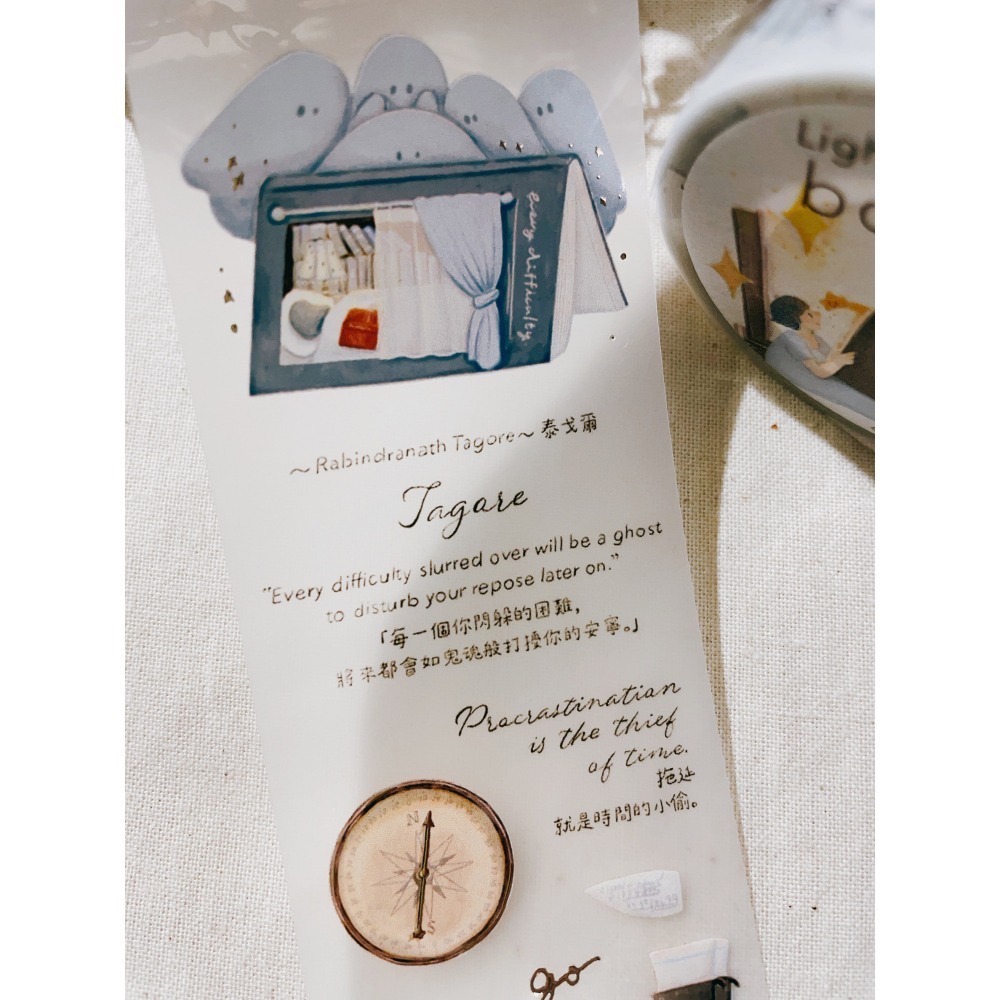 Ligh
every difficulty
～Rabindranath Tagore～泰戈爾
Tagore
"Every difficulty slurred over will be a ghost
to disturb your repose later on."
「每一個你閃躲的困難，
將來都會如鬼魂般打擾你的安寧。」
Procrastination
is the thief
of time.
拖延
就是時間的小偷。
N
S
go